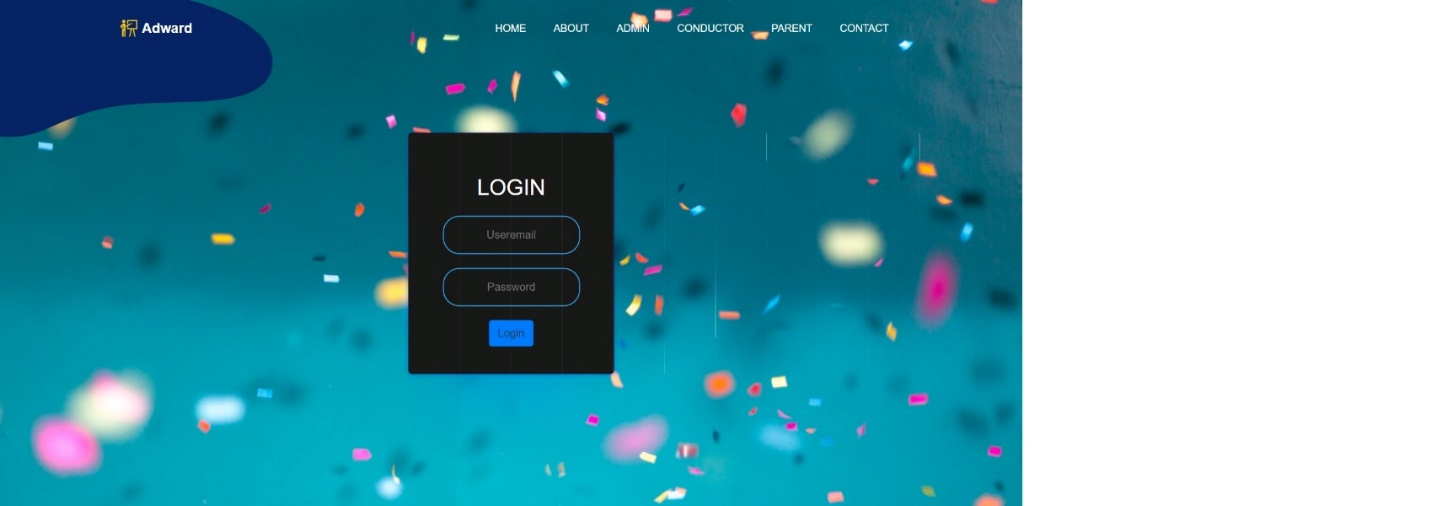 Adward
HOME ABOUT ADMIN CONDUCTOR PARENT CONTACT
LOGIN
Useremail
Password
Login